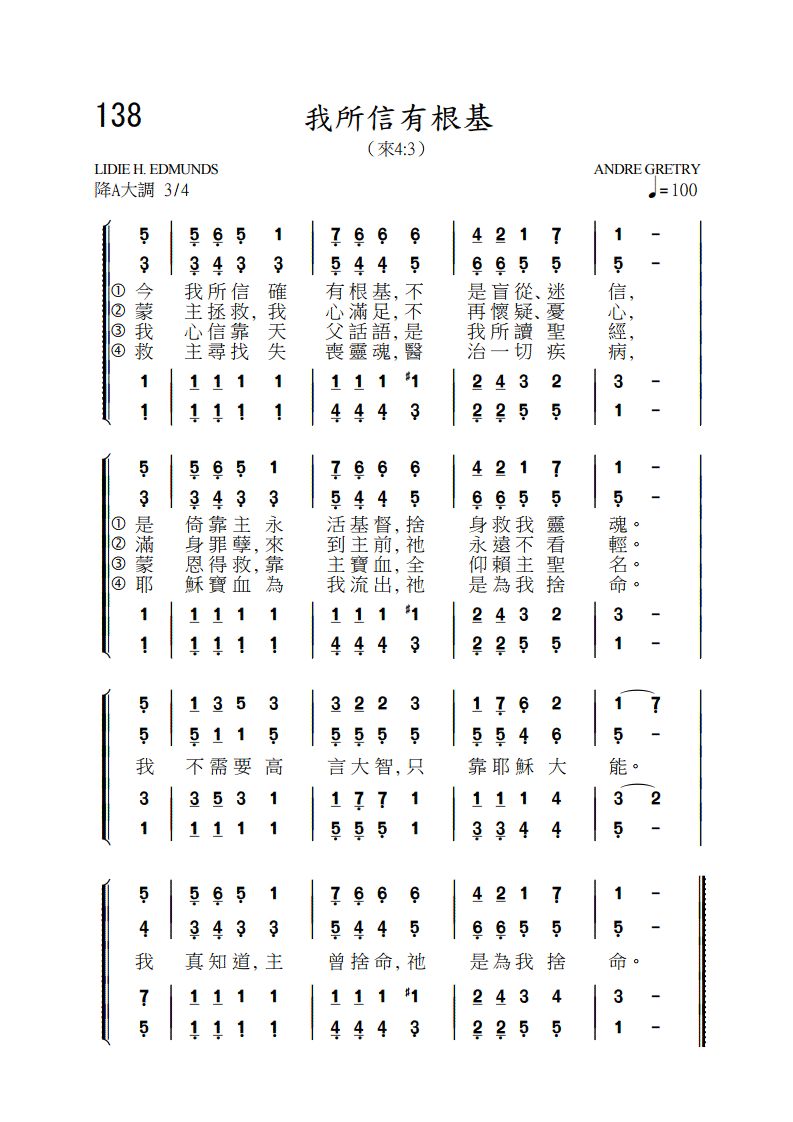 138
我所信有根基
（來4:3）
LIDIE H. EDMUNDS ANDRE GRETRY
降A大調 3/4 ♩=100
5̣ | 5̣ 6̣ 5̣ 1 | 7̣ 6̣ 6̣ 6̣ | 4 2 1 7̣ | 1 -
3̣ | 3̣ 4̣ 3̣ 3̣ | 5̣ 4̣ 4̣ 5̣ | 6̣ 6̣ 5̣ 5̣ | 5̣ -
① 今 我所信確 有根基,不 是盲從、迷 信,
② 蒙 主拯救,我 心滿足,不 再懷疑、憂 心,
③ 我 心信靠天 父話語,是 我所讀聖 經,
④ 救 主尋找失 喪靈魂,醫 治一切疾 病,
1 | 1 1 1 1 | 1 1 1 ♯1 | 2 4 3 2 | 3 -
1̣ | 1̣ 1̣ 1̣ 1̣ | 4̣ 4̣ 4̣ 3̣ | 2̣ 2̣ 5̣ 5̣ | 1 -
5̣ | 5̣ 6̣ 5̣ 1 | 7̣ 6̣ 6̣ 6̣ | 4 2 1 7̣ | 1 -
3̣ | 3̣ 4̣ 3̣ 3̣ | 5̣ 4̣ 4̣ 5̣ | 6̣ 6̣ 5̣ 5̣ | 5̣ -
① 是 倚靠主永 活基督,捨 身救我靈 魂。
② 滿 身罪孽,來 到主前,祂 永遠不看 輕。
③ 蒙 恩得救,靠 主寶血,全 仰賴主聖 名。
④ 耶 穌寶血為 我流出,祂 是為我捨 命。
1 | 1 1 1 1 | 1 1 1 ♯1 | 2 4 3 2 | 3 -
1̣ | 1̣ 1̣ 1̣ 1̣ | 4̣ 4̣ 4̣ 3̣ | 2̣ 2̣ 5̣ 5̣ | 1 -
5̣ | 1 3 5 3 | 3 2 2 3 | 1 7̣ 6̣ 2 | 1 7̣
5̣ | 5̣ 1 1 5̣ | 5̣ 5̣ 5̣ 5̣ | 5̣ 5̣ 4̣ 6̣ | 5̣ -
我 不需要高 言大智,只 靠耶穌大 能。
3 | 3 5 3 1 | 1 7̣ 7̣ 1 | 1 1 1 4 | 3 2
1 | 1 1 1 1 | 5̣ 5̣ 5̣ 1 | 3̣ 3̣ 4̣ 4̣ | 5̣ -
5̣ | 5̣ 6̣ 5̣ 1 | 7̣ 6̣ 6̣ 6̣ | 4 2 1 7̣ | 1 -
4̣ | 3̣ 4̣ 3̣ 3̣ | 5̣ 4̣ 4̣ 5̣ | 6̣ 6̣ 5̣ 5̣ | 5̣ -
我 真知道,主 曾捨命,祂 是為我捨 命。
7̣ | 1 1 1 1 | 1 1 1 ♯1 | 2 4 3 4 | 3 -
5̣ | 1̣ 1̣ 1̣ 1̣ | 4̣ 4̣ 4̣ 3̣ | 2̣ 2̣ 5̣ 5̣ | 1 -